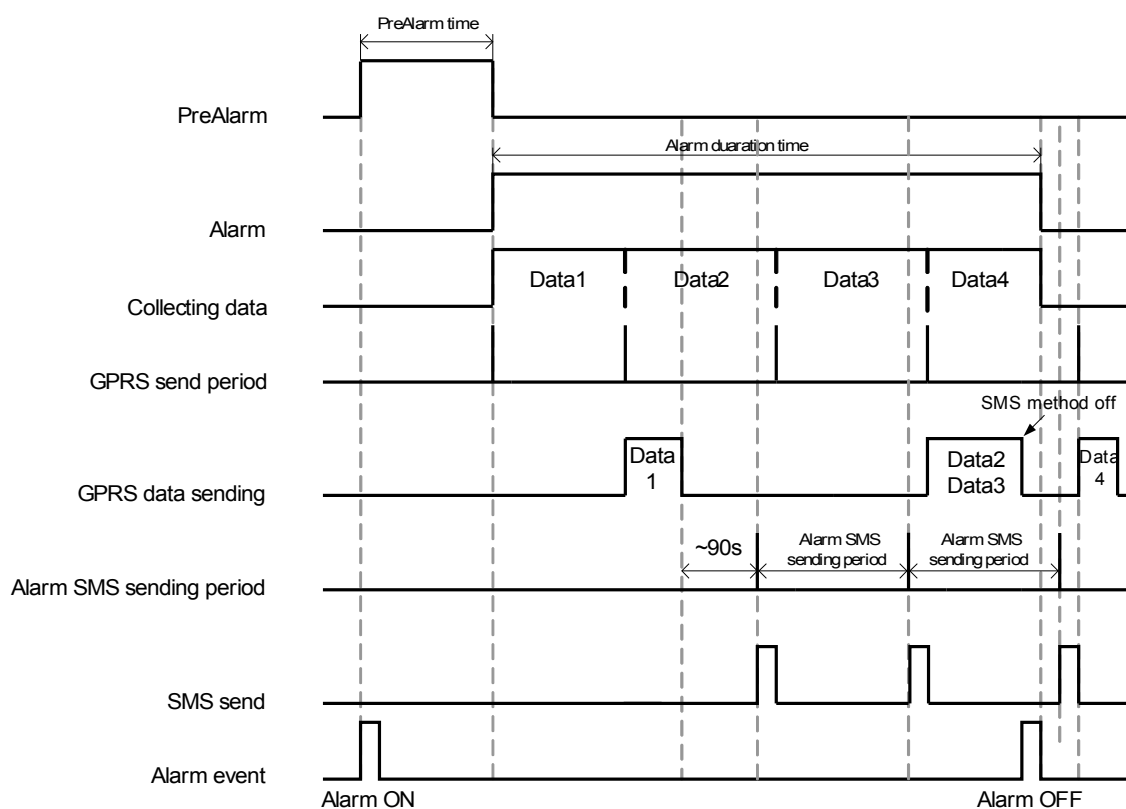 PreAlarm time
PreAlarm
Alarm duaration time
Alarm
Data1 Data2 Data3 Data4
Collecting data
GPRS send period
SMS method off
Data
1
Data2
Data3
Data
4
GPRS data sending
~90s
Alarm SMS
sending period
Alarm SMS
sending period
Alarm SMS sending period
SMS send
Alarm event
Alarm ON
Alarm OFF